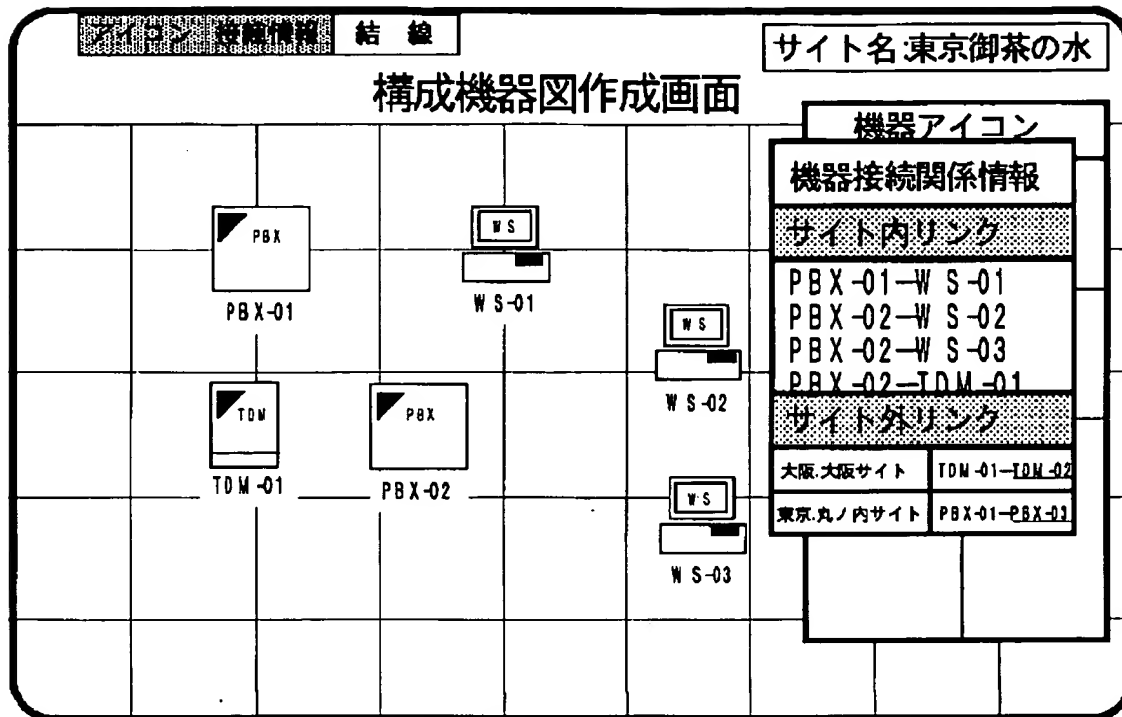 アイコン 接続情報 結 線
サイト名:東京御茶の水
構成機器図作成画面
機器アイコン
機器接続関係情報
サイト内リンク
PBX-01—WS-01
PBX-02—WS-02
PBX-02—WS-03
PBX-02—TDM-01
サイト外リンク
大阪.大阪サイト TDM-01—TDM-02
東京.丸ノ内サイト PBX-01—PBX-03
PBX
PBX-01
WS
WS-01
WS
WS-02
TDM
TDM-01
PBX
PBX-02
WS
WS-03